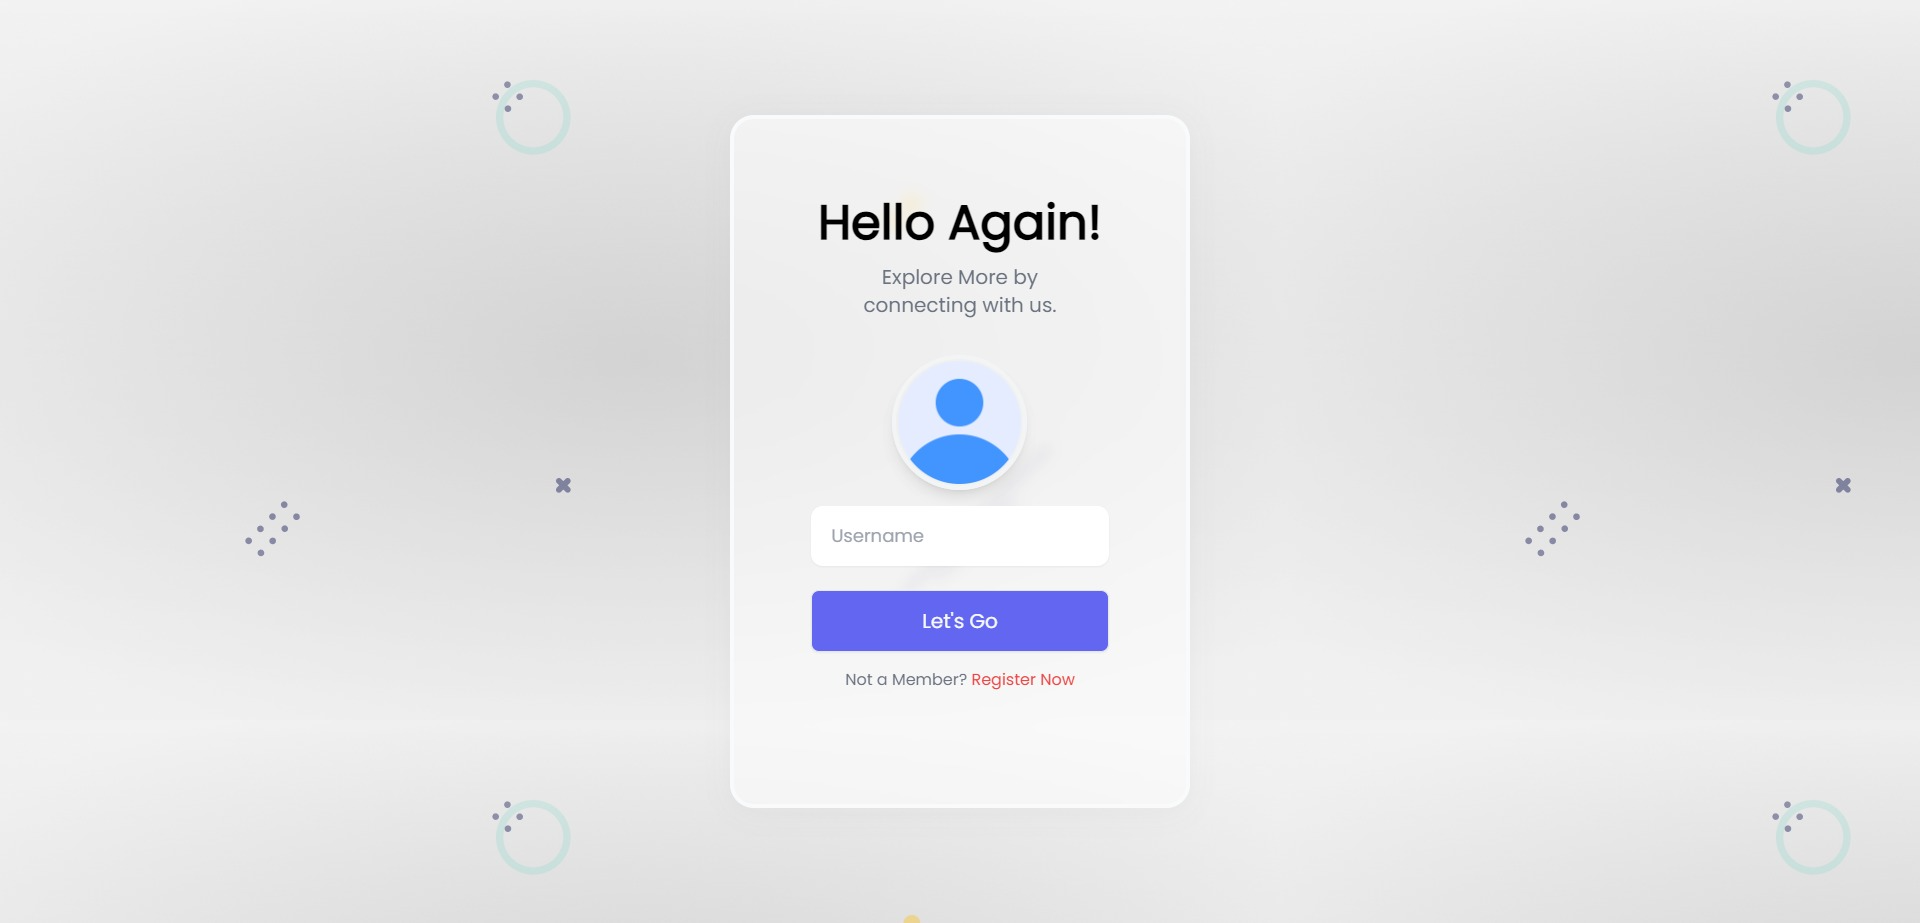 Hello Again!
Explore More by
connecting with us.
Username
Let's Go
Not a Member? Register Now